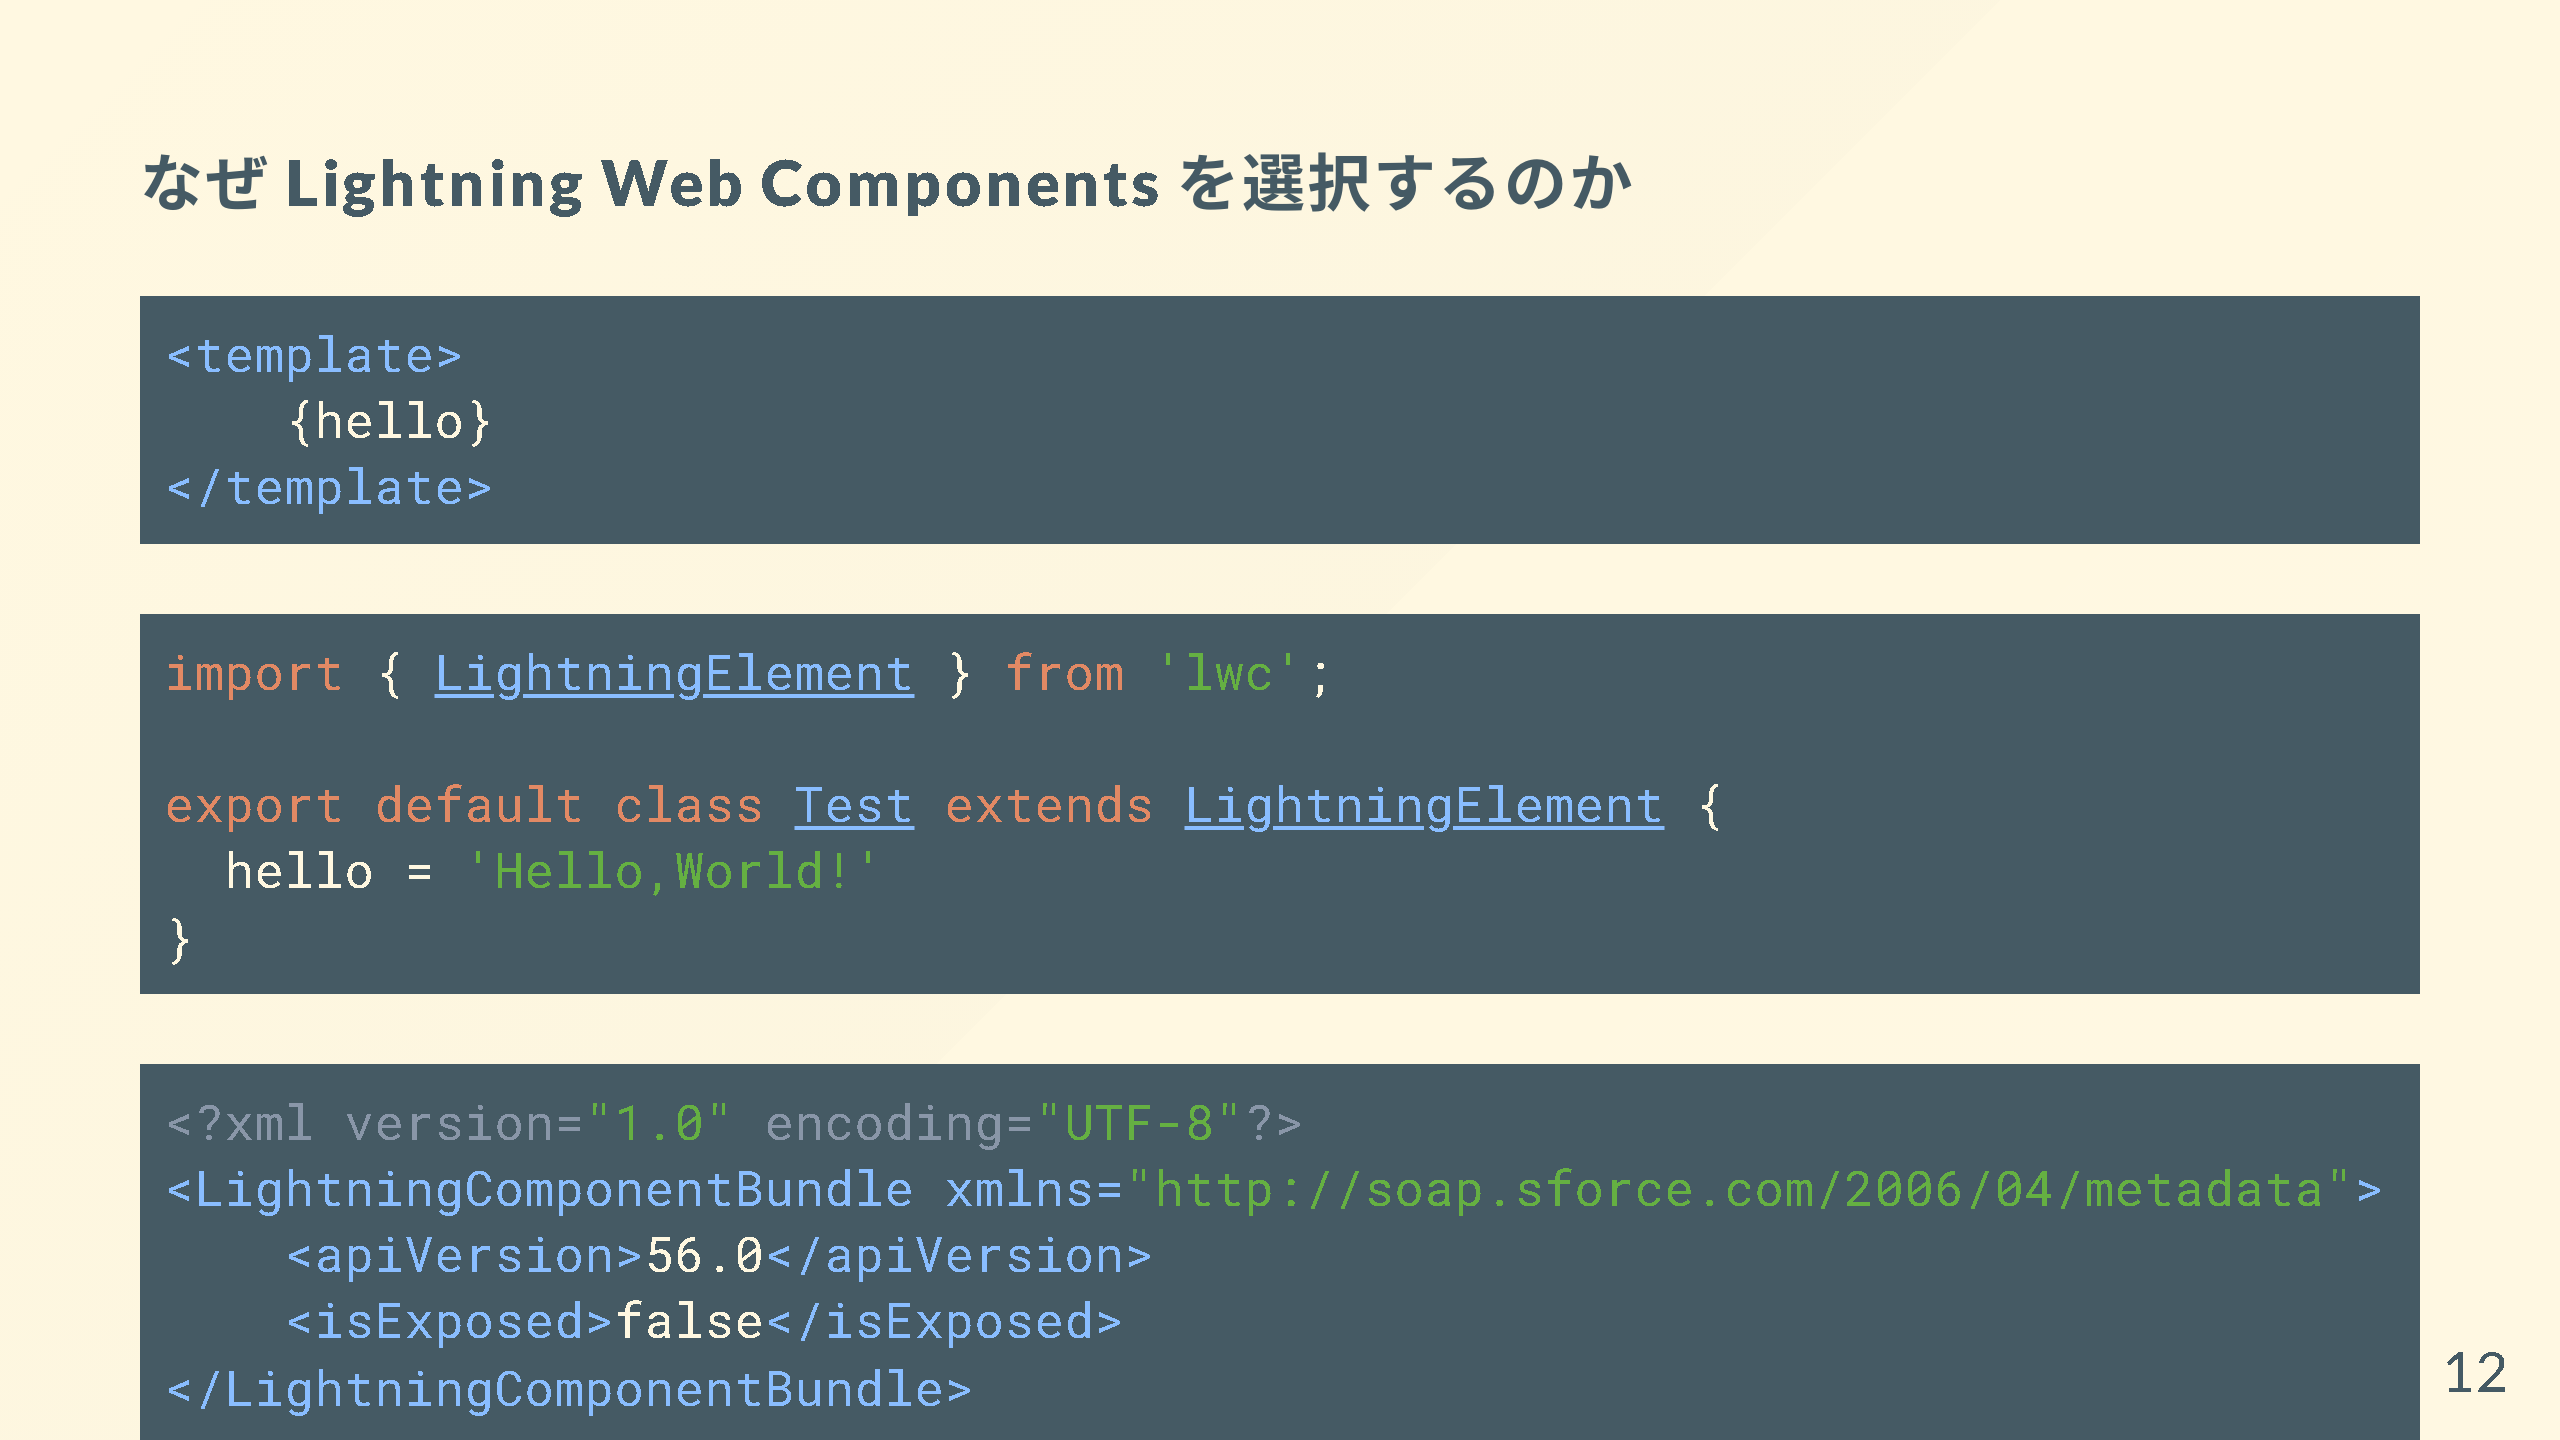 なぜ Lightning Web Components を選択するのか
<template>
    {hello}
</template>
import { LightningElement } from 'lwc';
export default class Test extends LightningElement {
  hello = 'Hello,World!'
}
<?xml version="1.0" encoding="UTF-8"?>
<LightningComponentBundle xmlns="http://soap.sforce.com/2006/04/metadata">
    <apiVersion>56.0</apiVersion>
    <isExposed>false</isExposed>
</LightningComponentBundle>
12